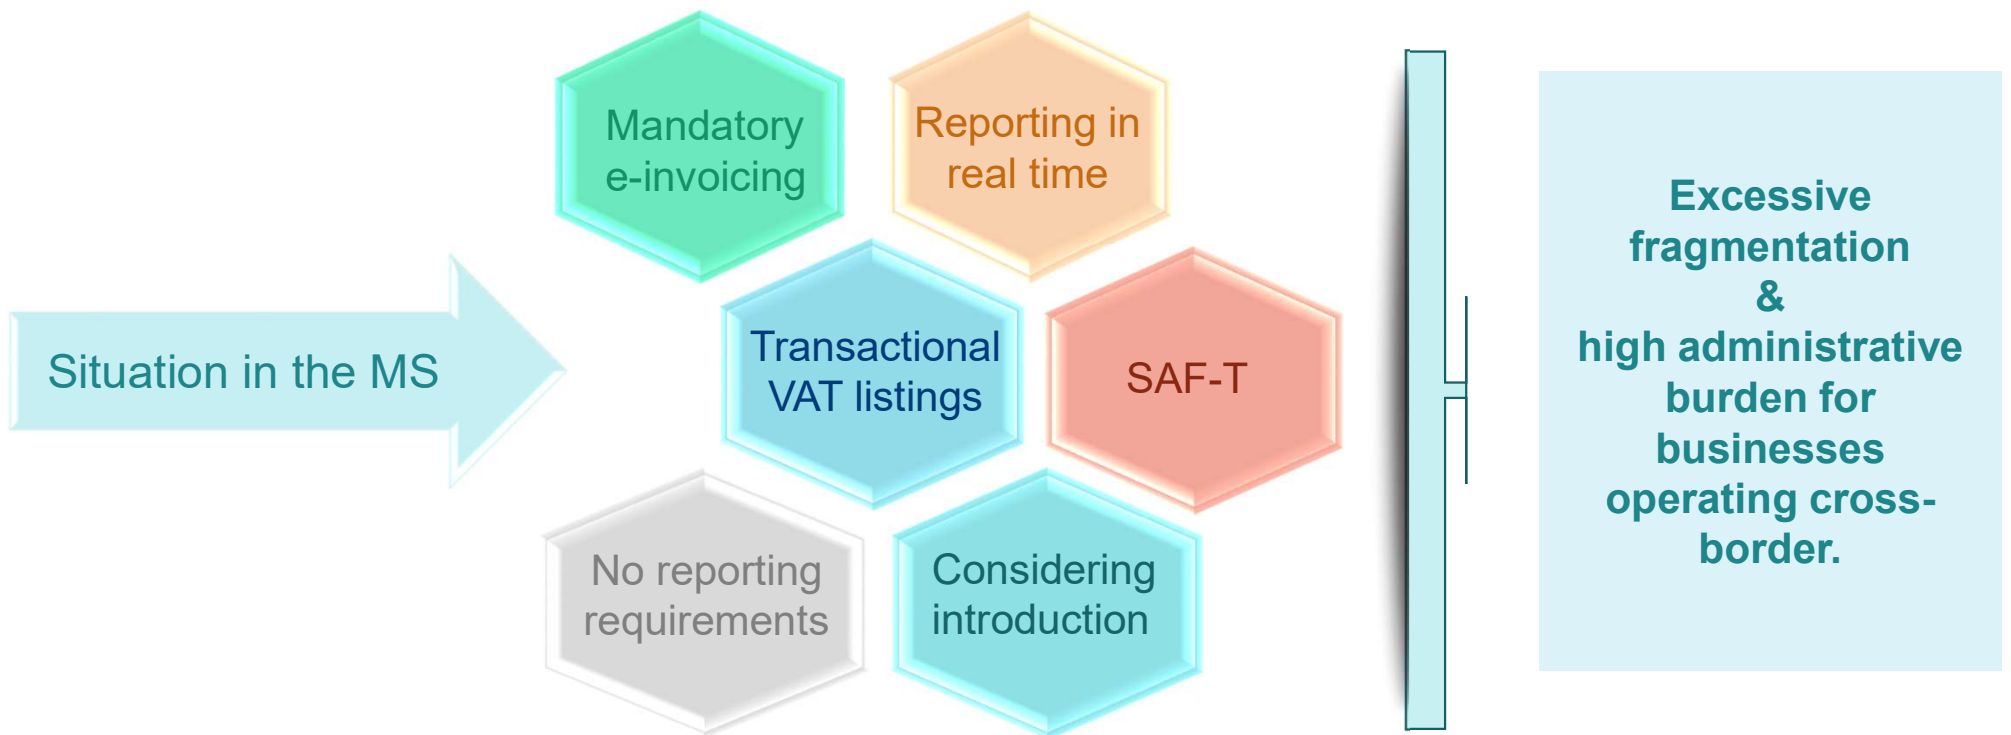 Situation in the MS
Mandatory
e-invoicing
Reporting in
real time
Transactional
VAT listings
SAF-T
No reporting
requirements
Considering
introduction
Excessive
fragmentation
&
high administrative
burden for
businesses
operating cross-
border.